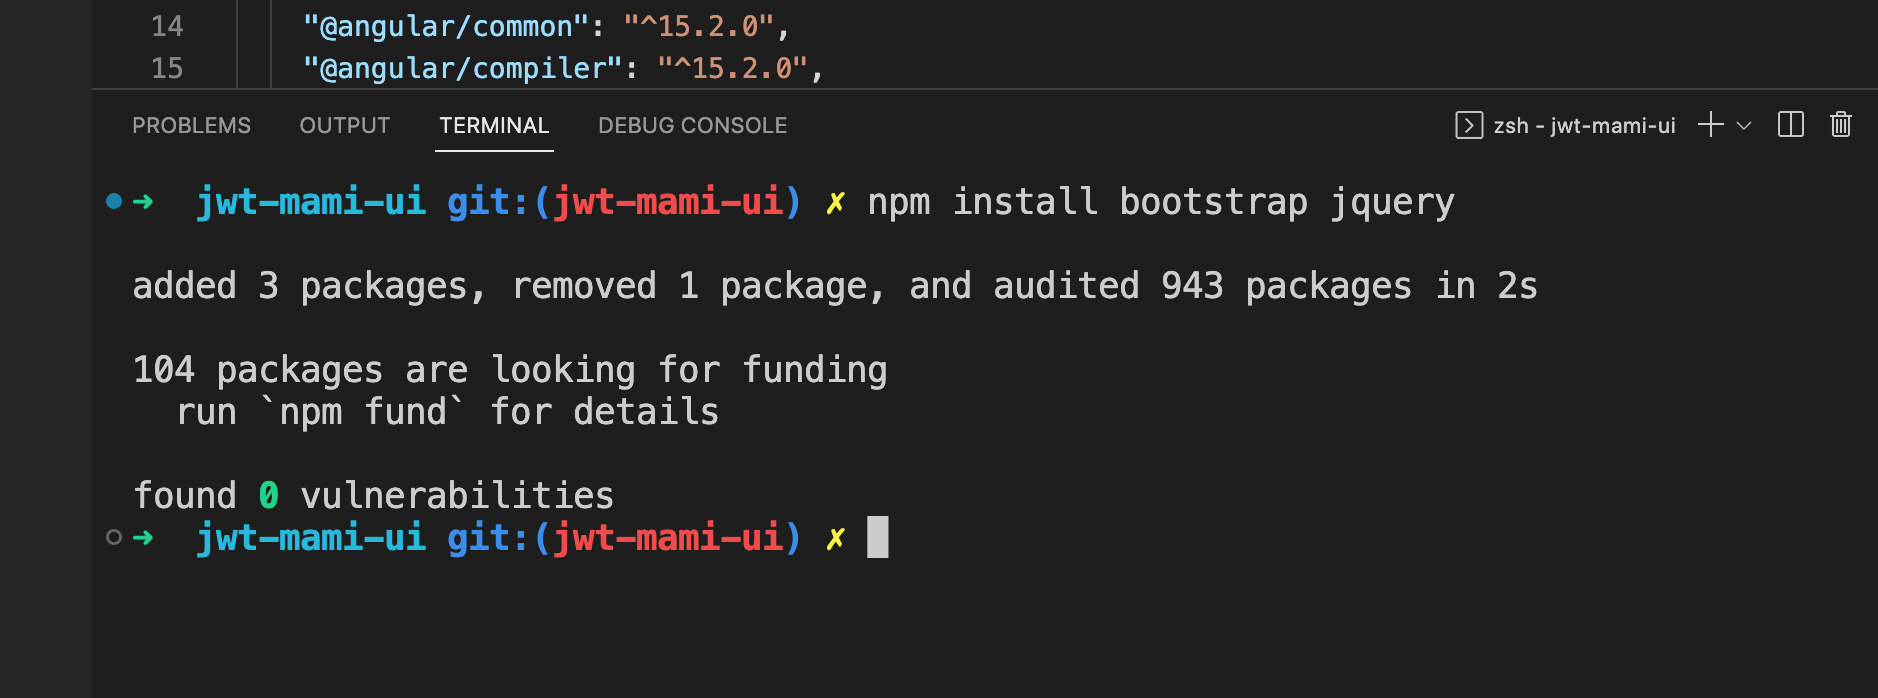 14 "@angular/common": "^15.2.0",
15 "@angular/compiler": "^15.2.0",
PROBLEMS OUTPUT TERMINAL DEBUG CONSOLE zsh - jwt-mami-ui
➜ jwt-mami-ui git:(jwt-mami-ui) ✗ npm install bootstrap jquery
added 3 packages, removed 1 package, and audited 943 packages in 2s
104 packages are looking for funding
run `npm fund` for details
found 0 vulnerabilities
➜ jwt-mami-ui git:(jwt-mami-ui) ✗